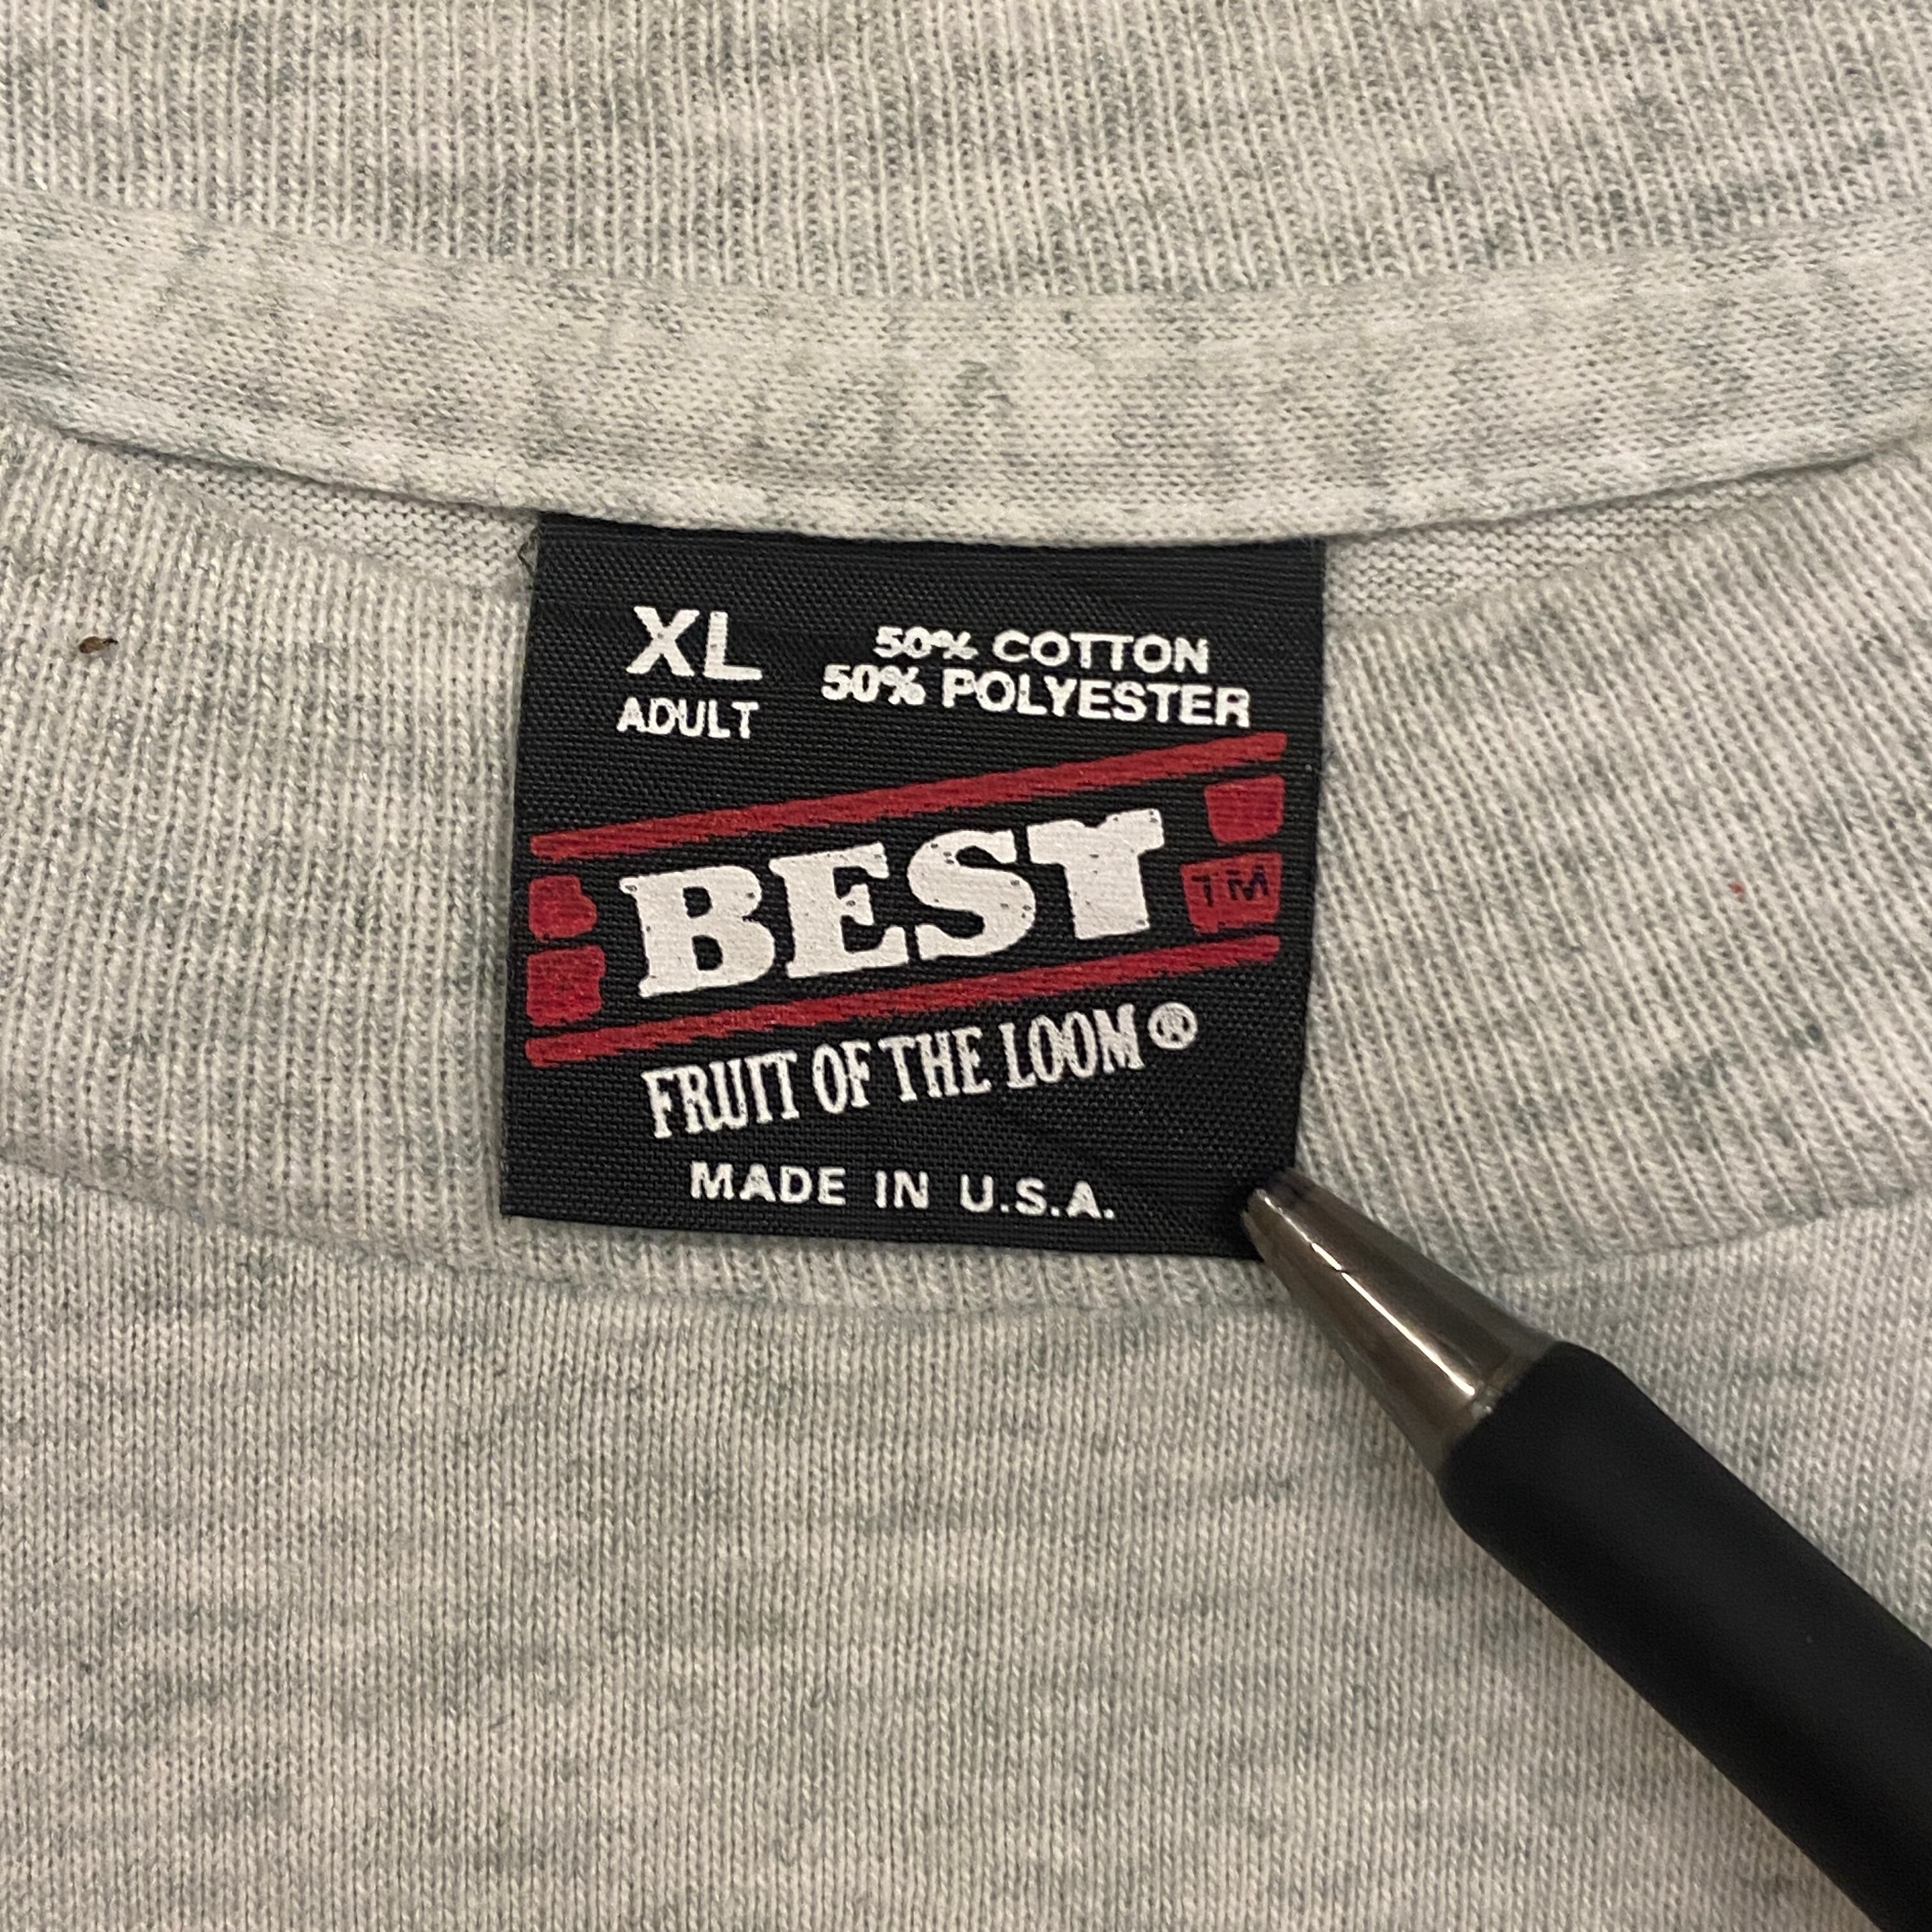 XL
ADULT
50% COTTON
50% POLYESTER
BEST
TM
FRUIT OF THE LOOM®
MADE IN U.S.A.